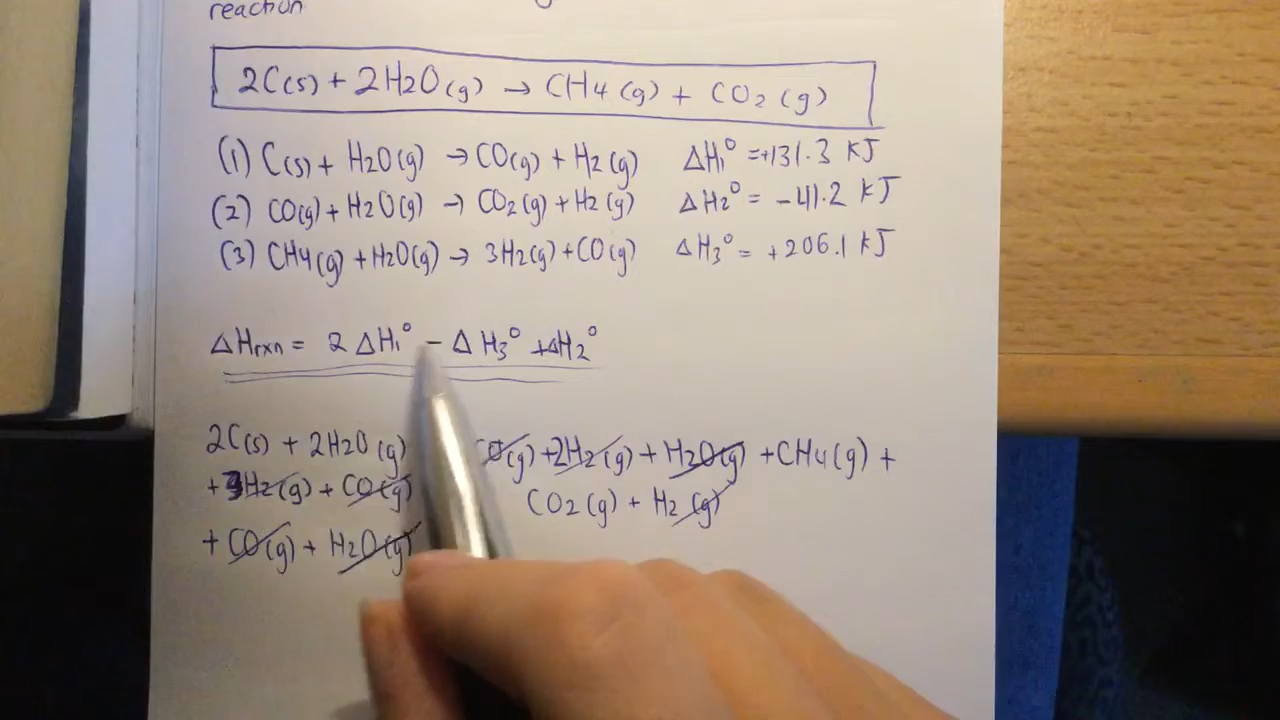 reaction
2C(s) + 2H2O(g) → CH4(g) + CO2(g)
(1) C(s) + H2O(g) → CO(g) + H2(g) ΔH1° = +131.3 kJ
(2) CO(g) + H2O(g) → CO2(g) + H2(g) ΔH2° = -41.2 kJ
(3) CH4(g) + H2O(g) → 3H2(g) + CO(g) ΔH3° = +206.1 kJ
ΔHrxn = 2ΔH1° - ΔH3° + ΔH2°
2C(s) + 2H2O(g) O(g) + 2H2(g) + H2O(g) + CH4(g) +
+ 3H2(g) + CO(g) CO2(g) + H2(g)
+ CO(g) + H2O(g)